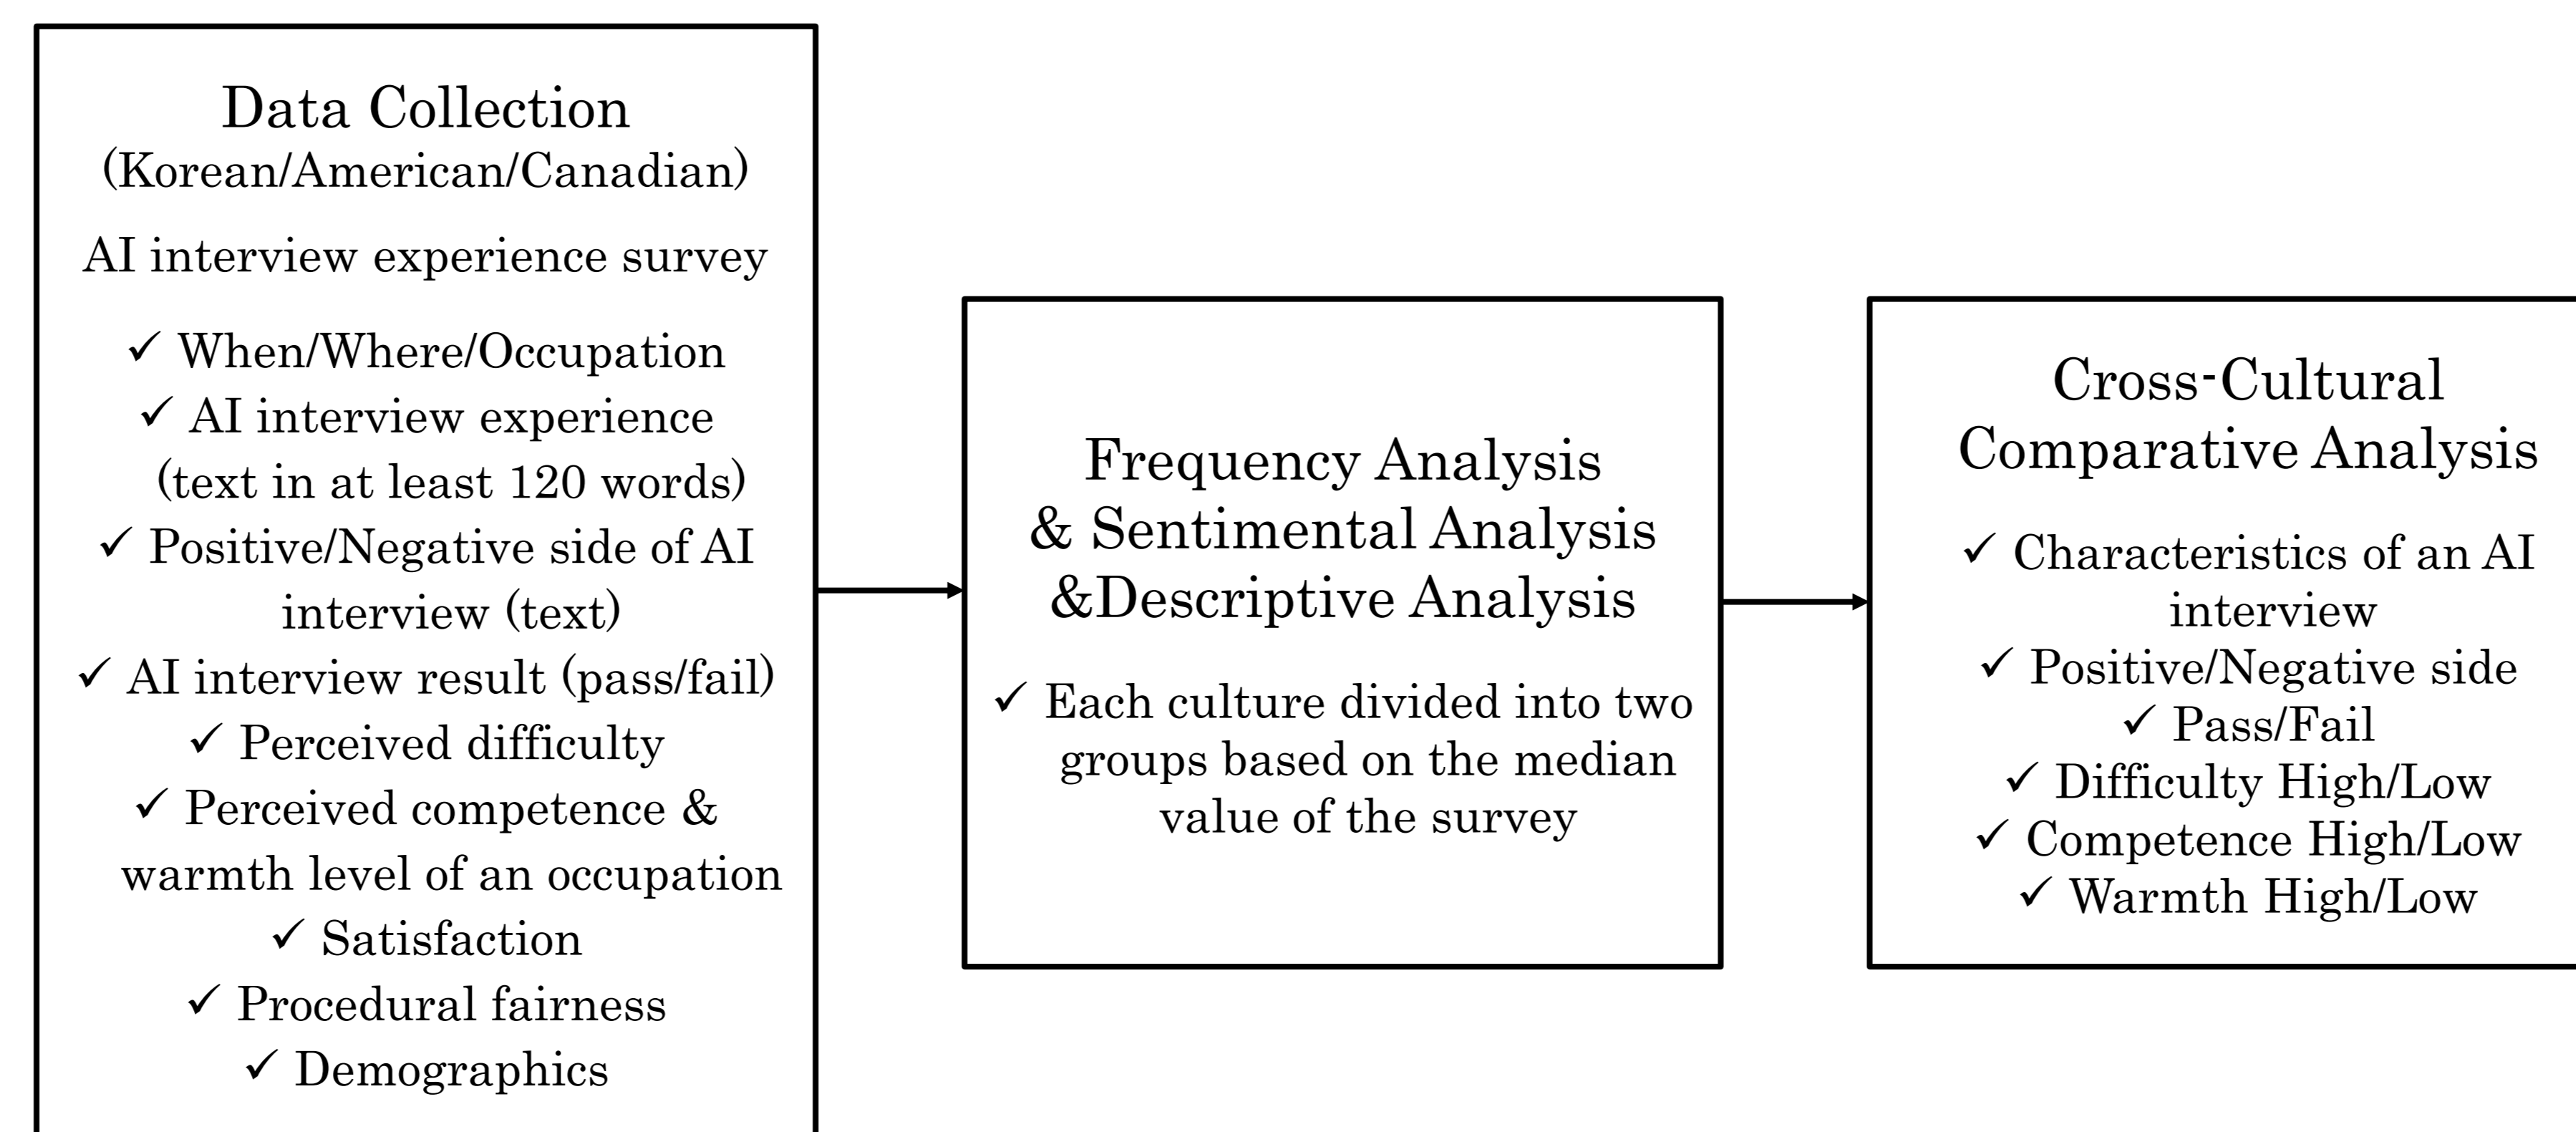 Data Collection
(Korean/American/Canadian)
AI interview experience survey
✓ When/Where/Occupation
✓ AI interview experience
(text in at least 120 words)
✓ Positive/Negative side of AI
interview (text)
✓ AI interview result (pass/fail)
✓ Perceived difficulty
✓ Perceived competence &
warmth level of an occupation
✓ Satisfaction
✓ Procedural fairness
✓ Demographics
Frequency Analysis
& Sentimental Analysis
&Descriptive Analysis
✓ Each culture divided into two
groups based on the median
value of the survey
Cross-Cultural
Comparative Analysis
✓ Characteristics of an AI
interview
✓ Positive/Negative side
✓ Pass/Fail
✓ Difficulty High/Low
✓ Competence High/Low
✓ Warmth High/Low